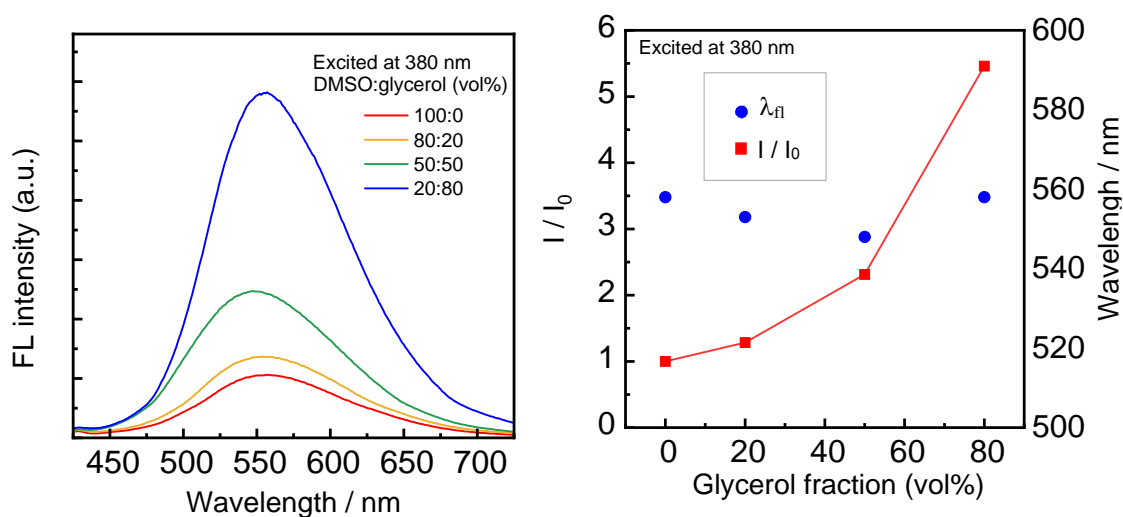 Excited at 380 nm
DMSO:glycerol (vol%)
100:0
80:20
50:50
20:80
FL intensity (a.u.)
450 500 550 600 650 700
Wavelength / nm
Excited at 380 nm
λfl
I / I0
6
5
4
3
2
1
0
I / I0
600
580
560
540
520
500
Wavelengh / nm
0 20 40 60 80
Glycerol fraction (vol%)